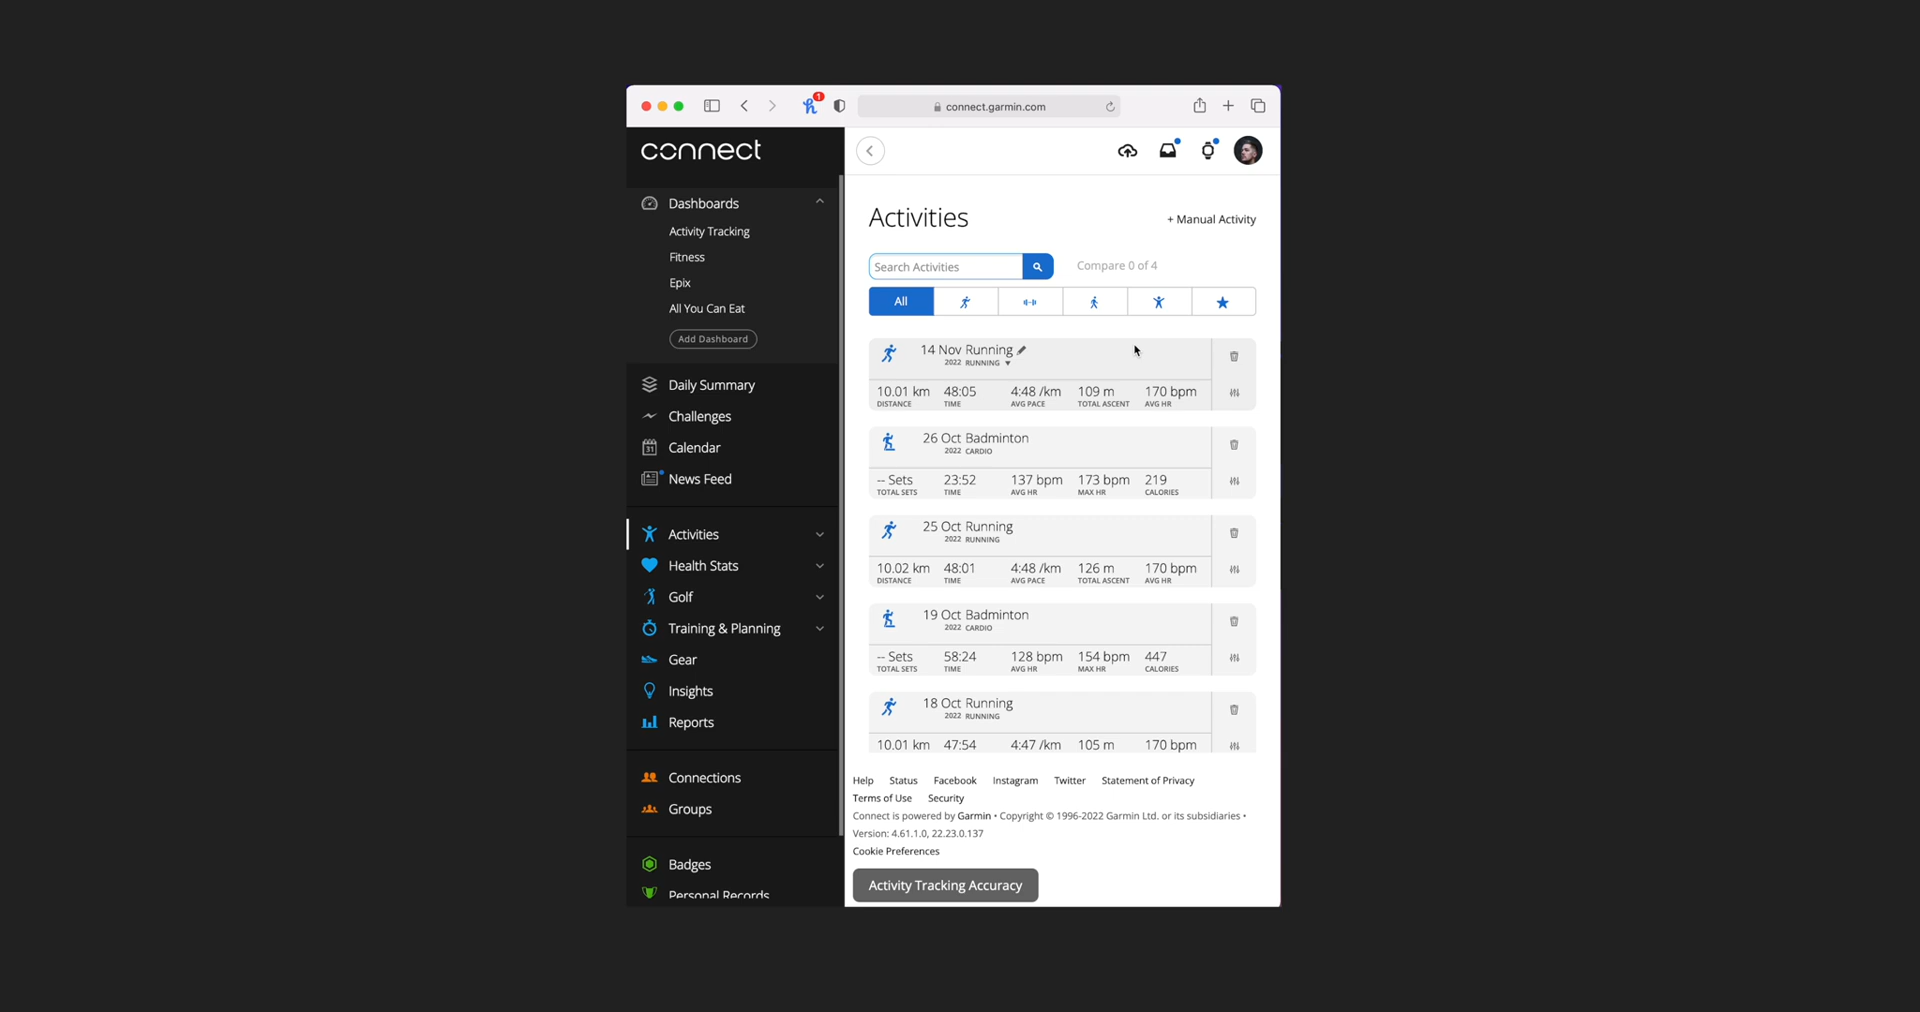 1
connect.garmin.com
connect
Dashboards
Activity Tracking
Fitness
Epix
All You Can Eat
Add Dashboard
Daily Summary
Challenges
31
Calendar
News Feed
Activities
Health Stats
Golf
Training & Planning
Gear
Insights
Reports
Connections
Groups
Badges
Personal Records
Activities
+ Manual Activity
Search Activities
Compare 0 of 4
All
14 Nov Running
2022 RUNNING
10.01 km 48:05 4:48 /km 109 m 170 bpm
DISTANCE TIME AVG PACE TOTAL ASCENT AVG HR
26 Oct Badminton
2022 CARDIO
-- Sets 23:52 137 bpm 173 bpm 219
TOTAL SETS TIME AVG HR MAX HR CALORIES
25 Oct Running
2022 RUNNING
10.02 km 48:01 4:48 /km 126 m 170 bpm
DISTANCE TIME AVG PACE TOTAL ASCENT AVG HR
19 Oct Badminton
2022 CARDIO
-- Sets 58:24 128 bpm 154 bpm 447
TOTAL SETS TIME AVG HR MAX HR CALORIES
18 Oct Running
2022 RUNNING
10.01 km 47:54 4:47 /km 105 m 170 bpm
Help Status Facebook Instagram Twitter Statement of Privacy
Terms of Use Security
Connect is powered by Garmin • Copyright © 1996-2022 Garmin Ltd. or its subsidiaries •
Version: 4.61.1.0, 22.23.0.137
Cookie Preferences
Activity Tracking Accuracy